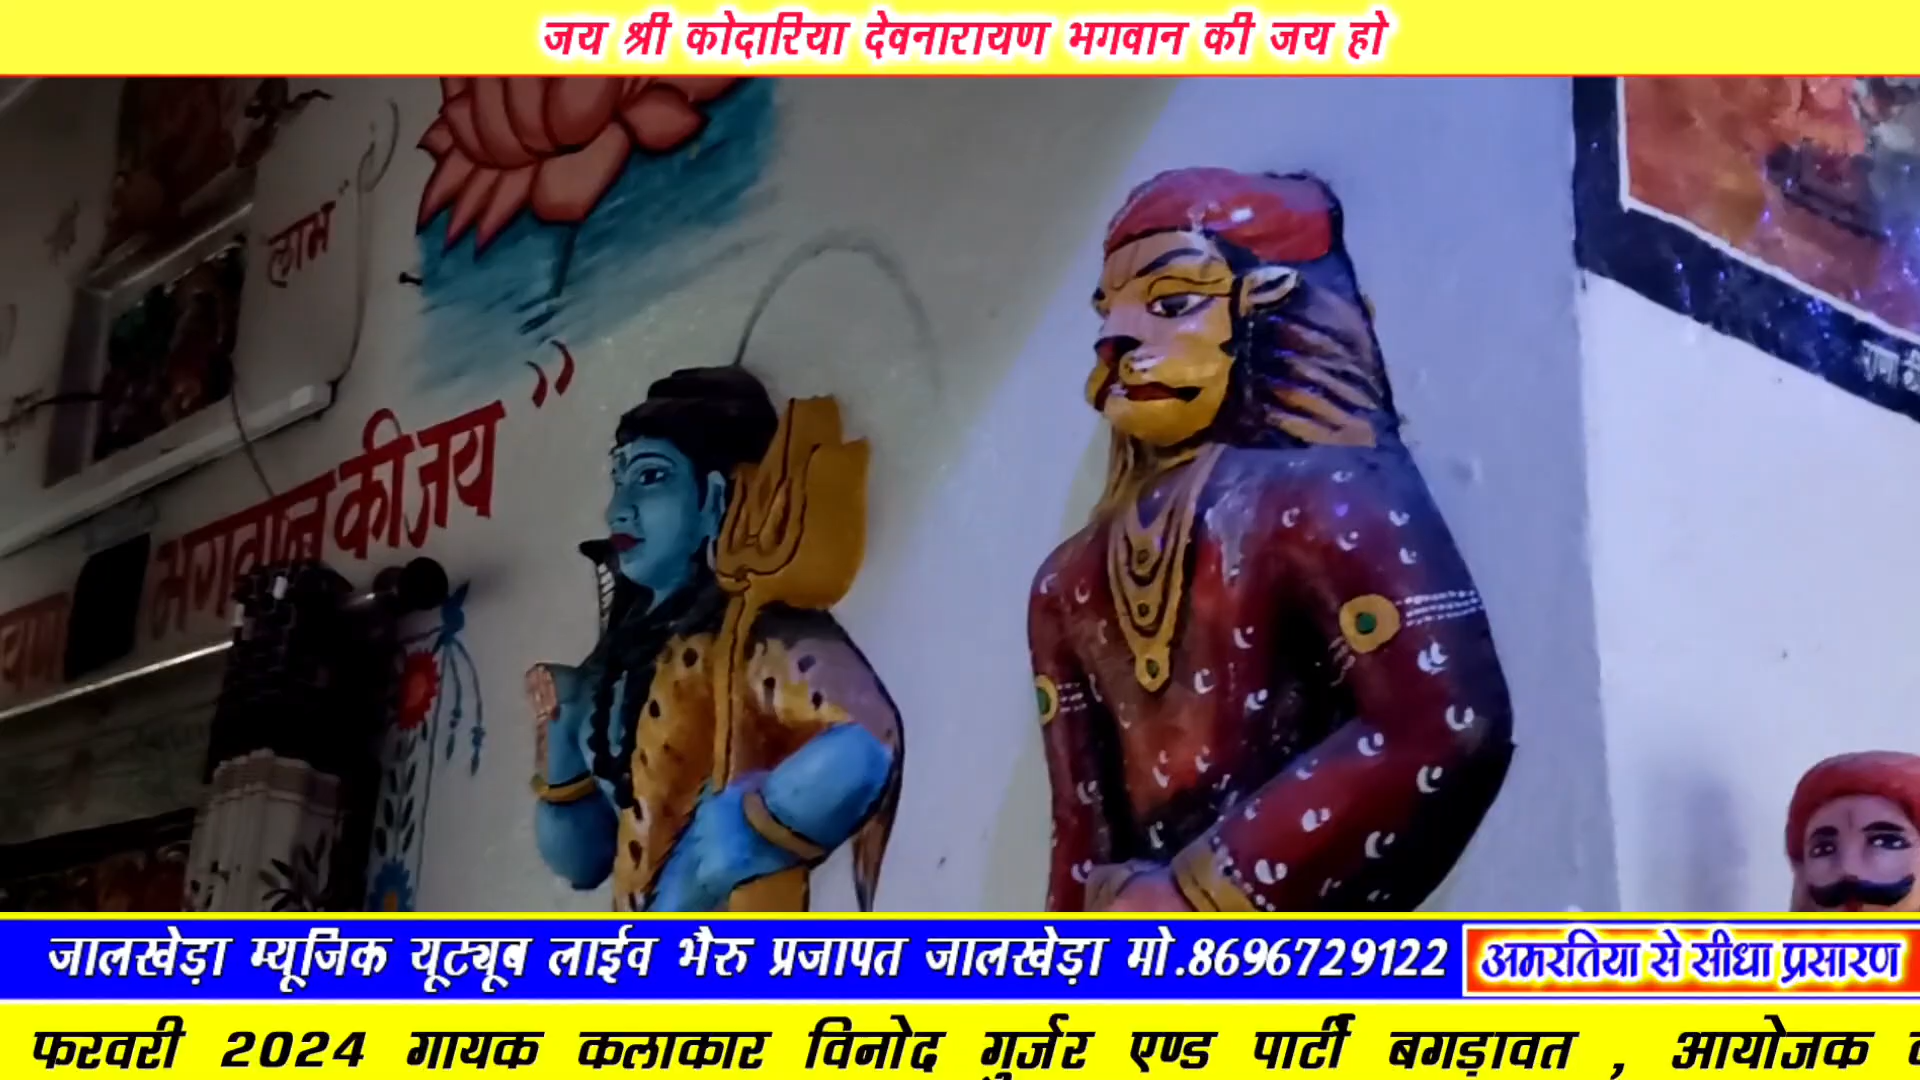 जय श्री कोदारिया देवनारायण भगवान की जय हो
लाभ"
भगवान की जय "
जालखेड़ा म्यूजिक यूट्यूब लाईव भैरु प्रजापत जालखेड़ा मो.8696729122
अमरतिया से सीधा प्रसारण
फरवरी 2024 गायक कलाकार विनोद गुर्जर एण्ड पार्टी बगड़ावत , आयोजक